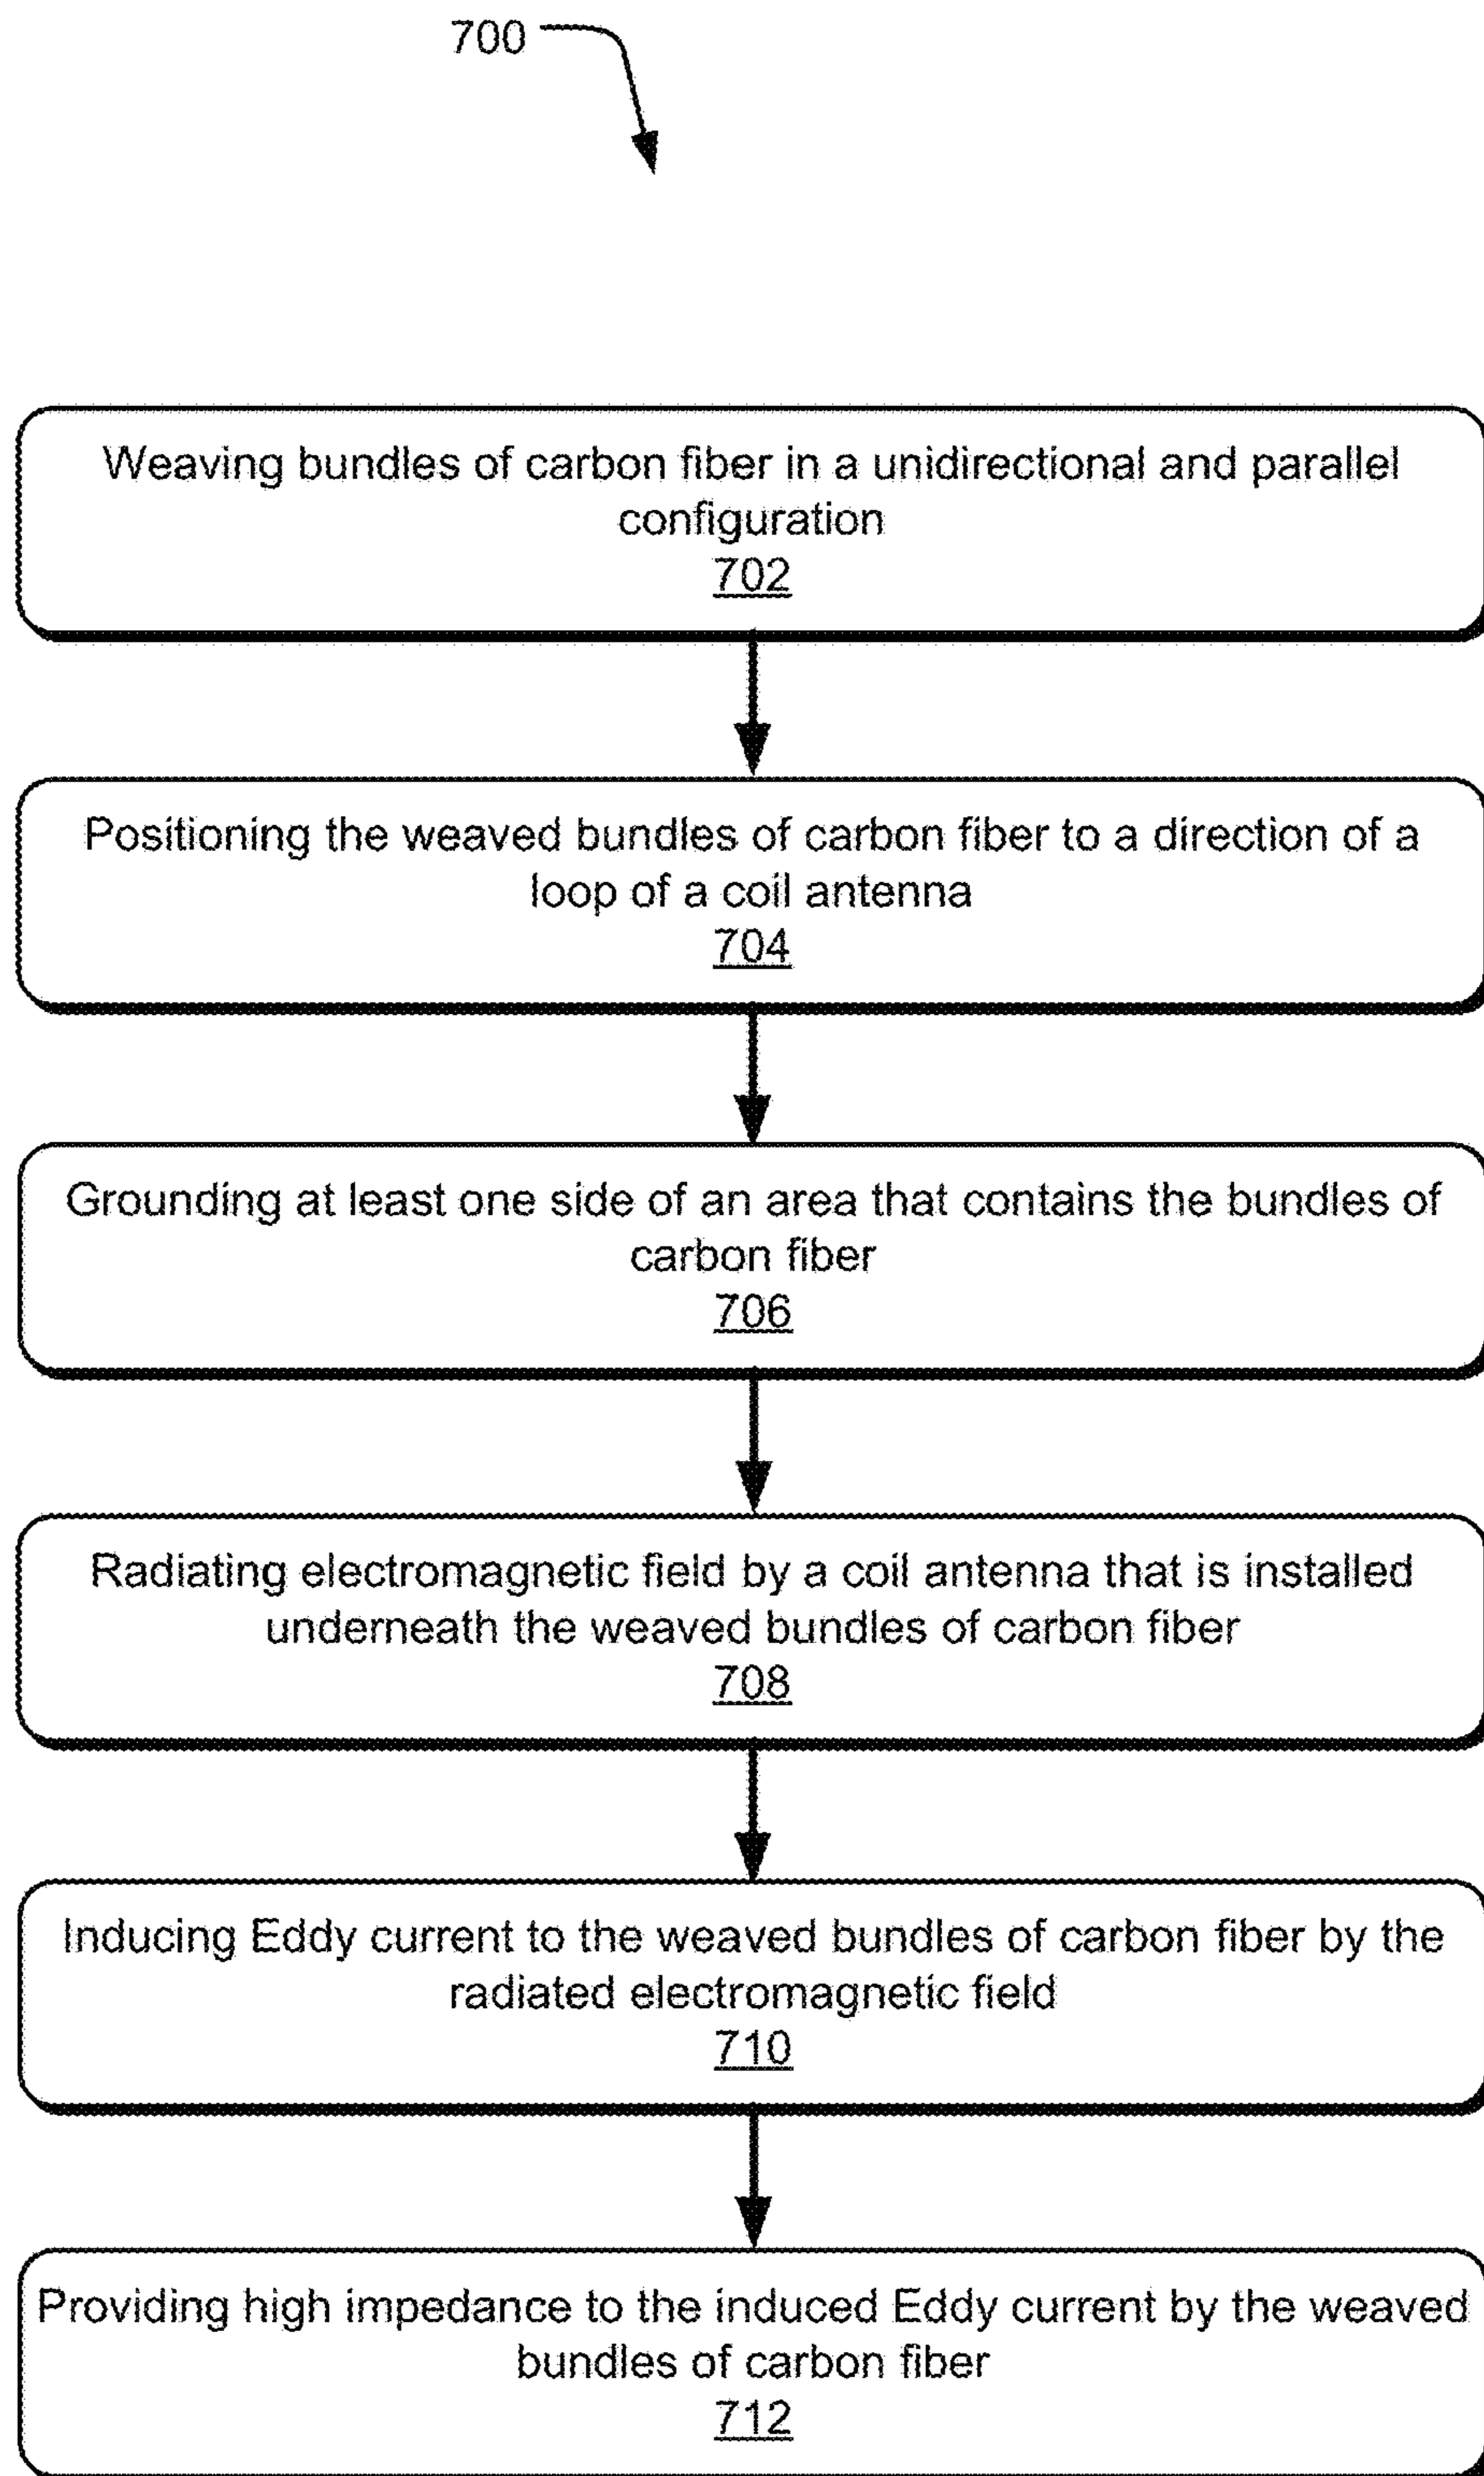 700
Weaving bundles of carbon fiber in a unidirectional and parallel
configuration
702
Positioning the weaved bundles of carbon fiber to a direction of a
loop of a coil antenna
704
Grounding at least one side of an area that contains the bundles of
carbon fiber
706
Radiating electromagnetic field by a coil antenna that is installed
underneath the weaved bundles of carbon fiber
708
Inducing Eddy current to the weaved bundles of carbon fiber by the
radiated electromagnetic field
710
Providing high impedance to the induced Eddy current by the weaved
bundles of carbon fiber
712